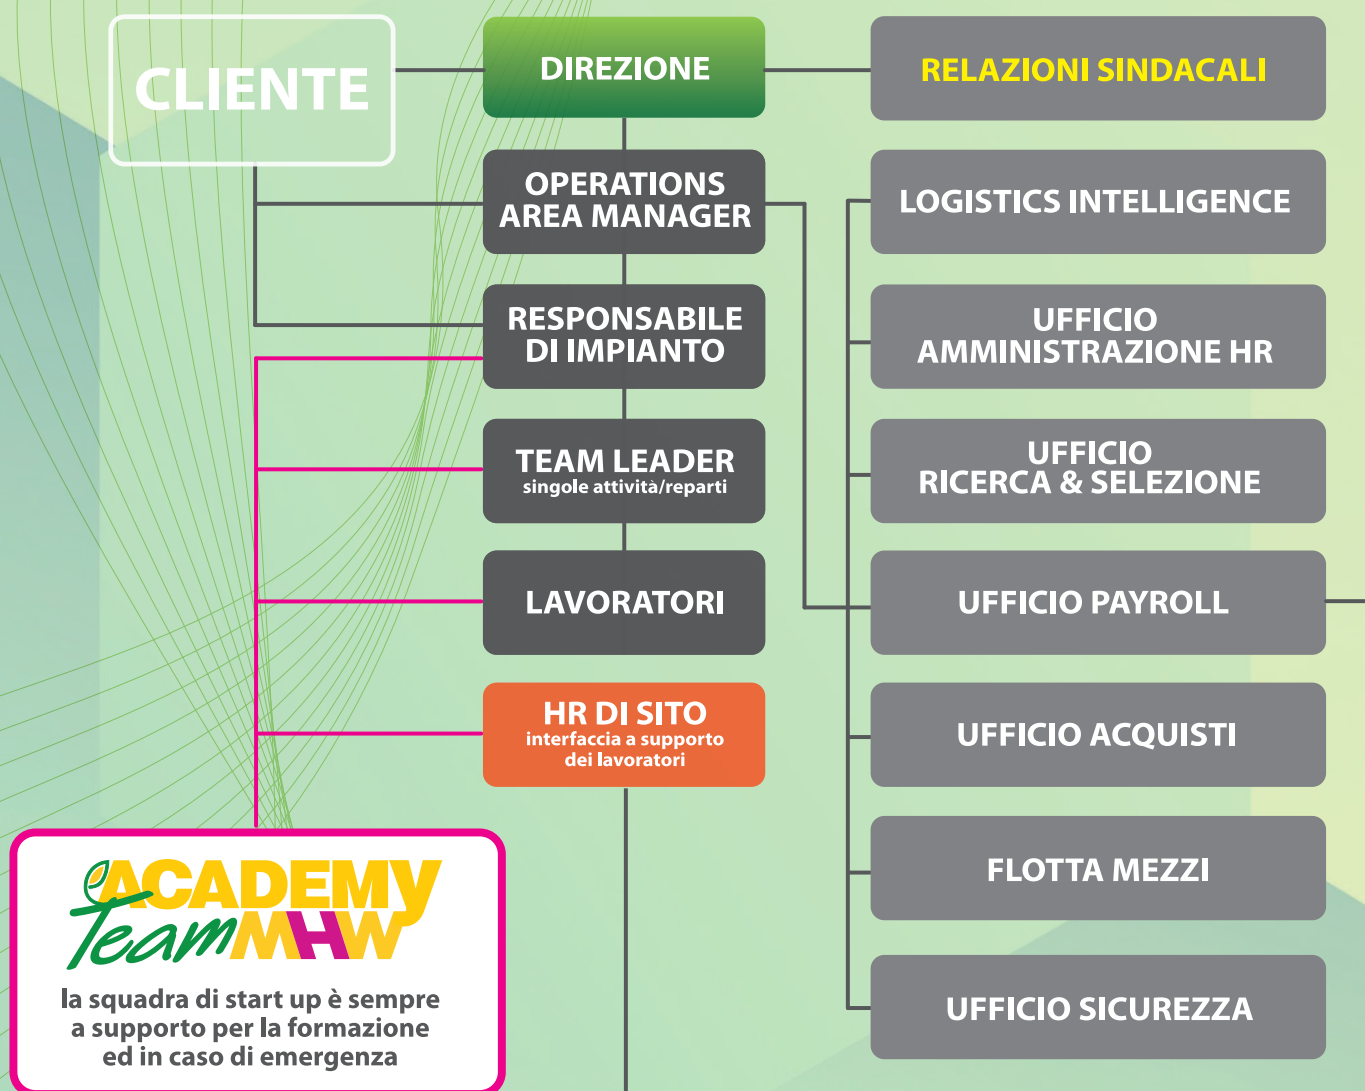 CLIENTE
DIREZIONE
RELAZIONI SINDACALI
OPERATIONS
AREA MANAGER
LOGISTICS INTELLIGENCE
RESPONSABILE
DI IMPIANTO
UFFICIO
AMMINISTRAZIONE HR
TEAM LEADER
singole attività/reparti
UFFICIO
RICERCA & SELEZIONE
LAVORATORI
UFFICIO PAYROLL
HR DI SITO
interfaccia a supporto
dei lavoratori
UFFICIO ACQUISTI
FLOTTA MEZZI
UFFICIO SICUREZZA
ACADEMY
Team MHW
la squadra di start up è sempre
a supporto per la formazione
ed in caso di emergenza